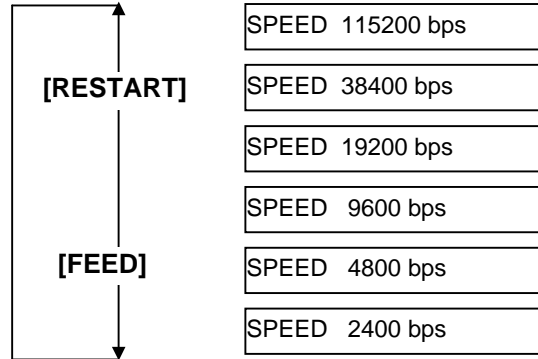 SPEED 115200 bps
[RESTART]
SPEED 38400 bps
SPEED 19200 bps
SPEED 9600 bps
[FEED]
SPEED 4800 bps
SPEED 2400 bps